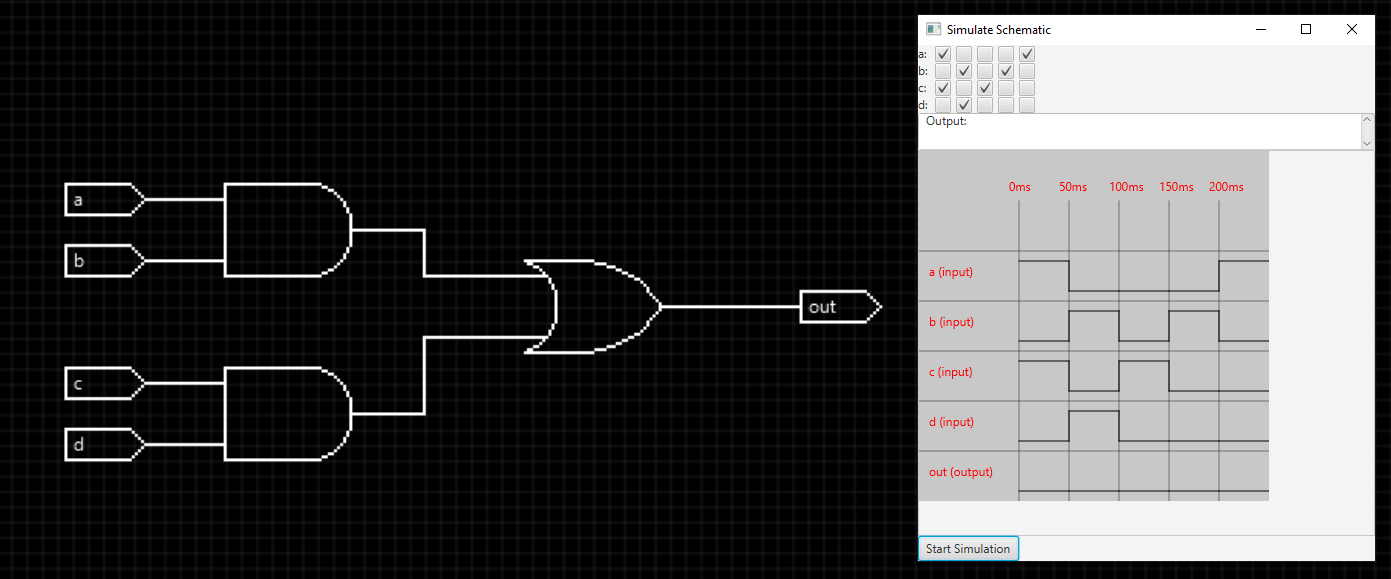 a
b
c
d
out
Simulate Schematic
a:
b:
c:
d:
Output:
0ms 50ms 100ms 150ms 200ms
a (input)
b (input)
c (input)
d (input)
out (output)
Start Simulation